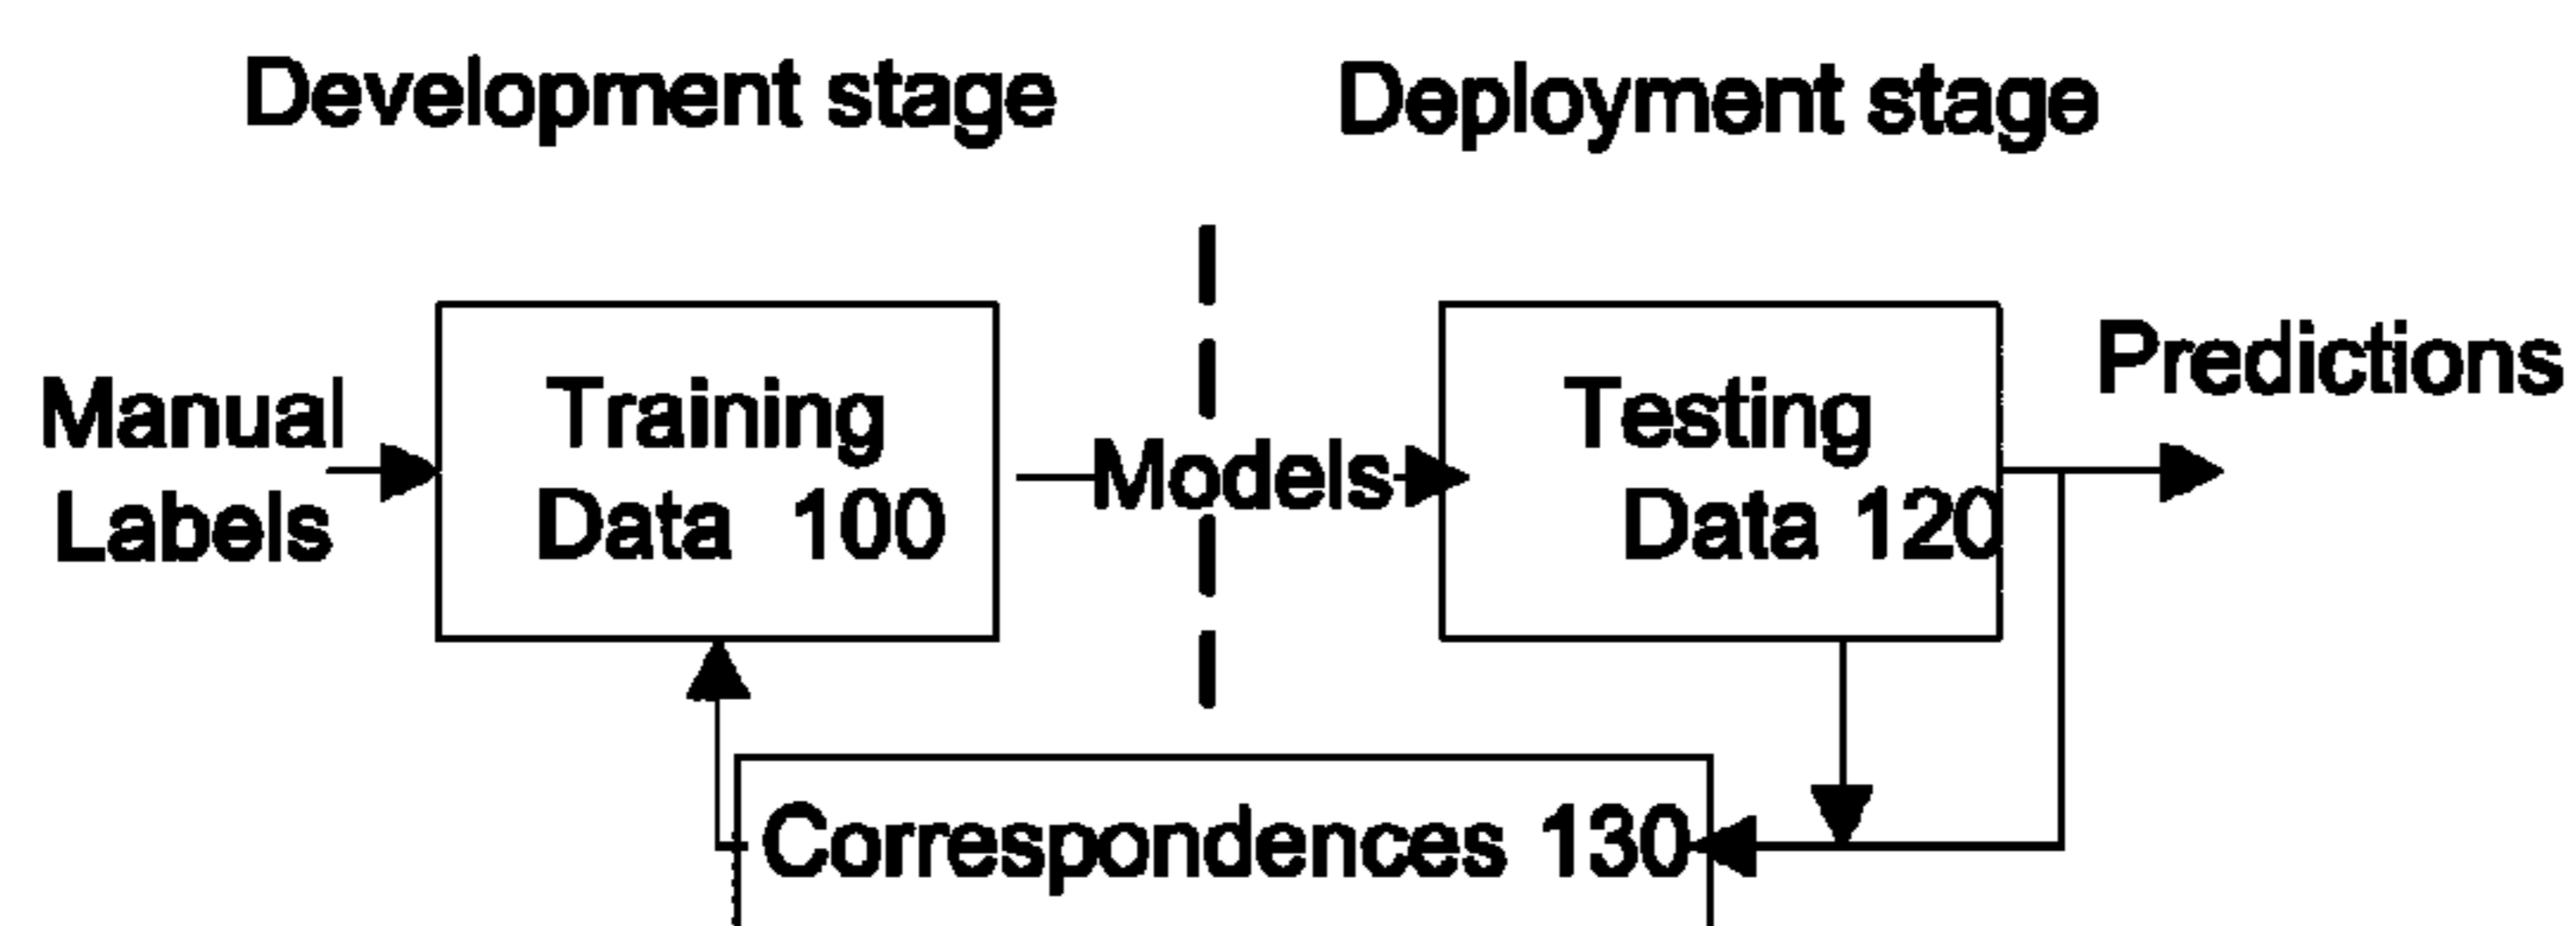 Development stage
Deployment stage
Manual
Labels
Training
Data 100
Models
Testing
Data 120
Predictions
Correspondences 130